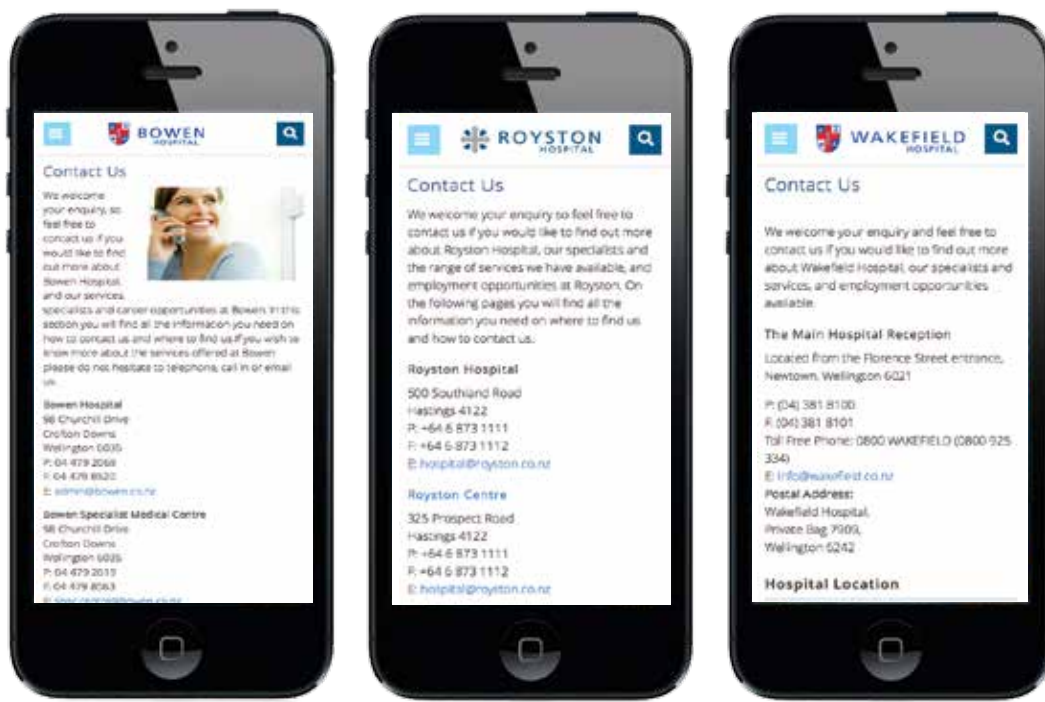 BOWEN
HOSPITAL
Contact Us
We welcome
your enquiry, so
feel free to
contact us if you
would like to find
out more about
Bowen Hospital,
and our services,
specialists and career opportunities at Bowen. In this
section you will find all the information you need on
how to contact us and where to find us.If you wish to
know more about the services offered at Bowen
please do not hesitate to telephone, call in or email
us.
Bowen Hospital
98 Churchill Drive
Crofton Downs
Wellington 6035
P: 04 479 2069
F: 04 479 8520
E: admin@bowen.co.nz
Bowen Specialist Medical Centre
98 Churchill Drive
Crofton Downs
Wellington 6035
P: 04 479
F: 04 479
ROYSTON
HOSPITAL
Contact Us
We welcome your enquiry so feel free to
contact us if you would like to find out more
about Royston Hospital, our specialists and
the range of services we have available, and
employment opportunities at Royston. On
the following pages you will find all the
information you need on where to find us
and how to contact us.
Royston Hospital
500 Southland Road
Hastings 4122
P: +64 6 873 1111
F: +64 6 873 1112
E: hospital@royston.co.nz
Royston Centre
325 Prospect Road
Hastings 4122
P: +64 6 873 1111
F: +64 6 873 1112
E: hospital@royston.co.nz
WAKEFIELD
HOSPITAL
Contact Us
We welcome your enquiry and feel free to
contact us if you would like to find out more
about Wakefield Hospital, our specialists and
services, and employment opportunities
available.
The Main Hospital Reception
Located from the Florence Street entrance,
Newtown, Wellington 6021
P: (04) 381 8100
F: (04) 381 8101
Toll Free Phone: 0800 WAKEFIELD (0800 925
334)
E: info@wakefield.co.nz
Postal Address:
Wakefield Hospital,
Private Bag 7909,
Wellington 6242
Hospital Location